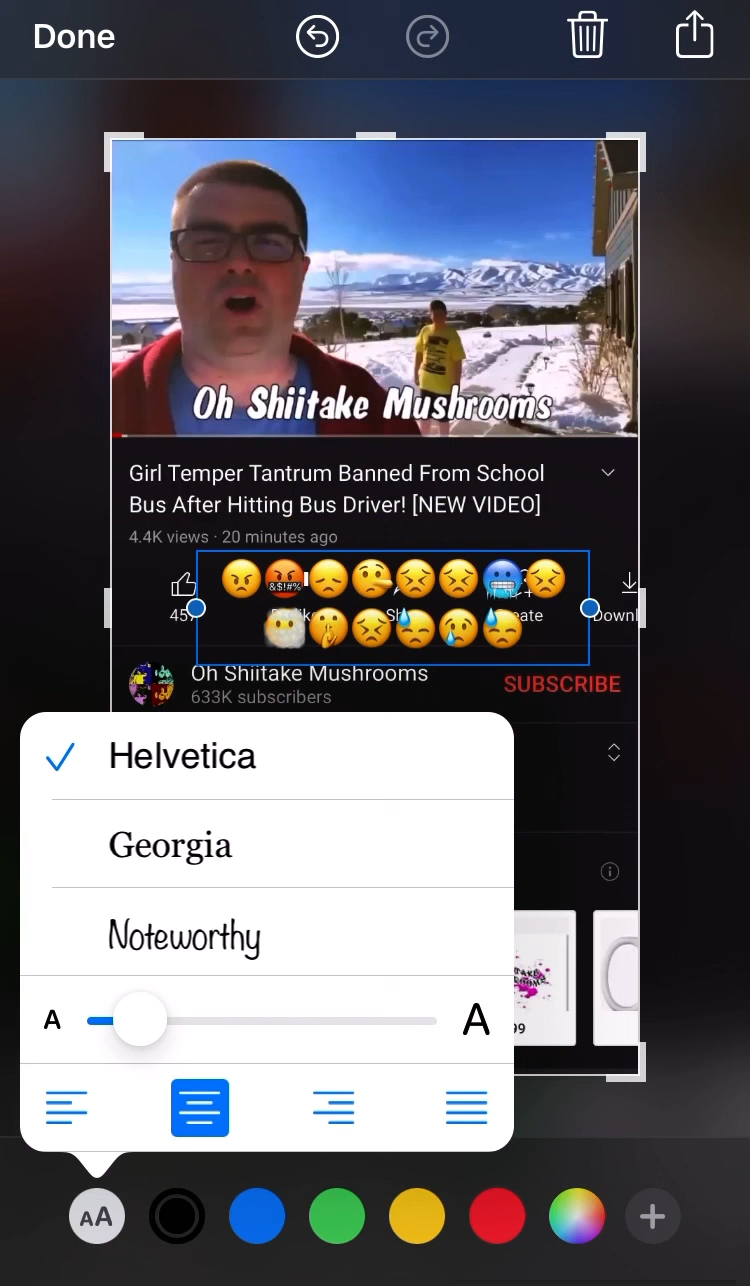 Done
Oh Shiitake Mushrooms
Girl Temper Tantrum Banned From School
Bus After Hitting Bus Driver! [NEW VIDEO]
4.4K views · 20 minutes ago
&$!#%
Oh Shiitake Mushrooms
633K subscribers
SUBSCRIBE
Helvetica
Georgia
Noteworthy
A A
AA